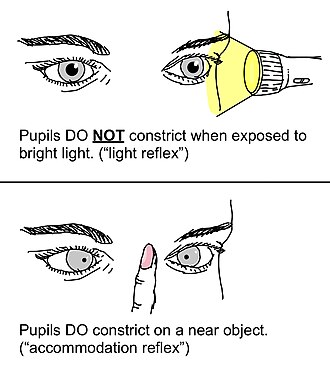 Pupils DO NOT constrict when exposed to
bright light. ("light reflex")
Pupils DO constrict on a near object.
("accommodation reflex")